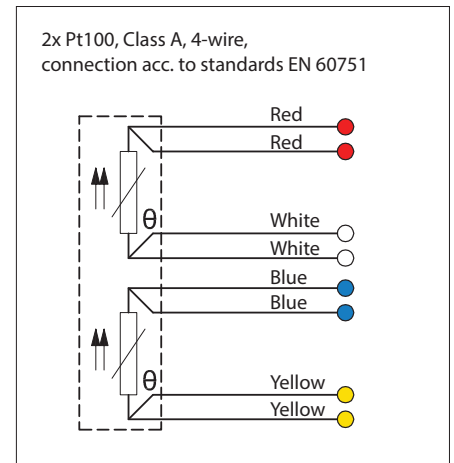 2x Pt100, Class A, 4-wire,
connection acc. to standards EN 60751
Red
Red
θ
White
White
Blue
Blue
θ
Yellow
Yellow